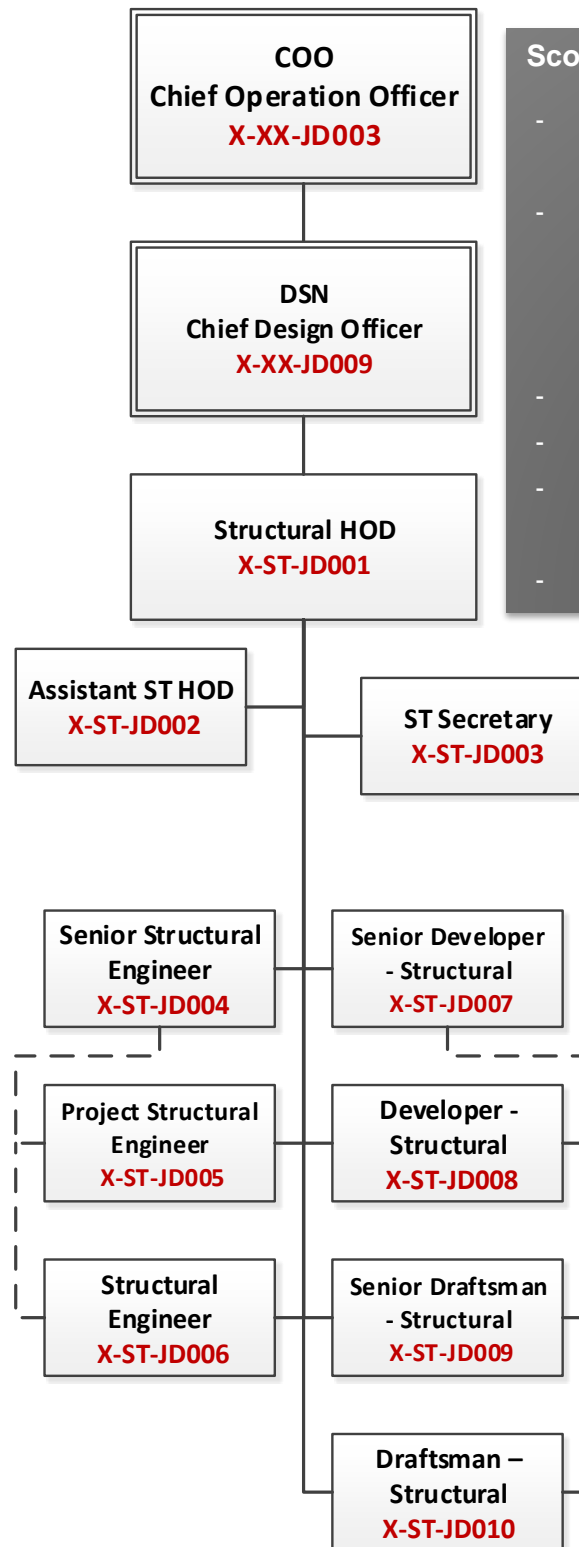 COO
Chief Operation Officer
X-XX-JD003
Sco
-
-
-
-
-
-
DSN
Chief Design Officer
X-XX-JD009
Structural HOD
X-ST-JD001
Assistant ST HOD
X-ST-JD002
ST Secretary
X-ST-JD003
Senior Structural
Engineer
X-ST-JD004
Senior Developer
- Structural
X-ST-JD007
Project Structural
Engineer
X-ST-JD005
Developer -
Structural
X-ST-JD008
Structural
Engineer
X-ST-JD006
Senior Draftsman
- Structural
X-ST-JD009
Draftsman –
Structural
X-ST-JD010